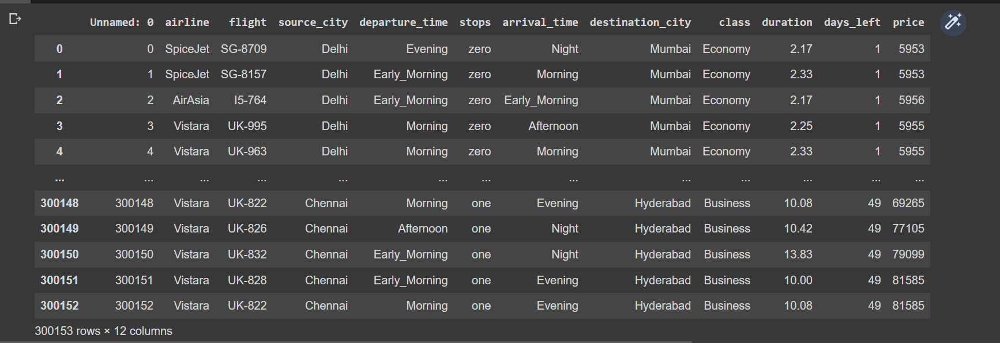 Unnamed: 0 airline flight source_city departure_time stops arrival_time destination_city class duration days_left price
0 0 SpiceJet SG-8709 Delhi Evening zero Night Mumbai Economy 2.17 1 5953
1 1 SpiceJet SG-8157 Delhi Early_Morning zero Morning Mumbai Economy 2.33 1 5953
2 2 AirAsia I5-764 Delhi Early_Morning zero Early_Morning Mumbai Economy 2.17 1 5956
3 3 Vistara UK-995 Delhi Morning zero Afternoon Mumbai Economy 2.25 1 5955
4 4 Vistara UK-963 Delhi Morning zero Morning Mumbai Economy 2.33 1 5955
... ... ... ... ... ... ... ... ... ... ... ... ...
300148 300148 Vistara UK-822 Chennai Morning one Evening Hyderabad Business 10.08 49 69265
300149 300149 Vistara UK-826 Chennai Afternoon one Night Hyderabad Business 10.42 49 77105
300150 300150 Vistara UK-832 Chennai Early_Morning one Night Hyderabad Business 13.83 49 79099
300151 300151 Vistara UK-828 Chennai Early_Morning one Evening Hyderabad Business 10.00 49 81585
300152 300152 Vistara UK-822 Chennai Morning one Evening Hyderabad Business 10.08 49 81585
300153 rows × 12 columns